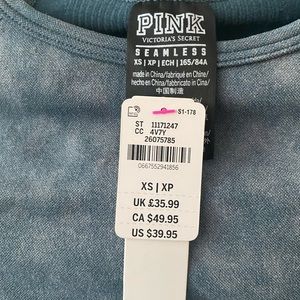 PINK
VICTORIA'S SECRET
SEAMLESS
XS | XP | ECH | 165/84A
made in China/fabriqué en Chine/
hecho en China/fabbricato in Cina/
中国制造
S1-178
ST 11171247
CC 4V7Y
26075785
0667552941856
XS | XP
UK £35.99
CA $49.95
US $39.95